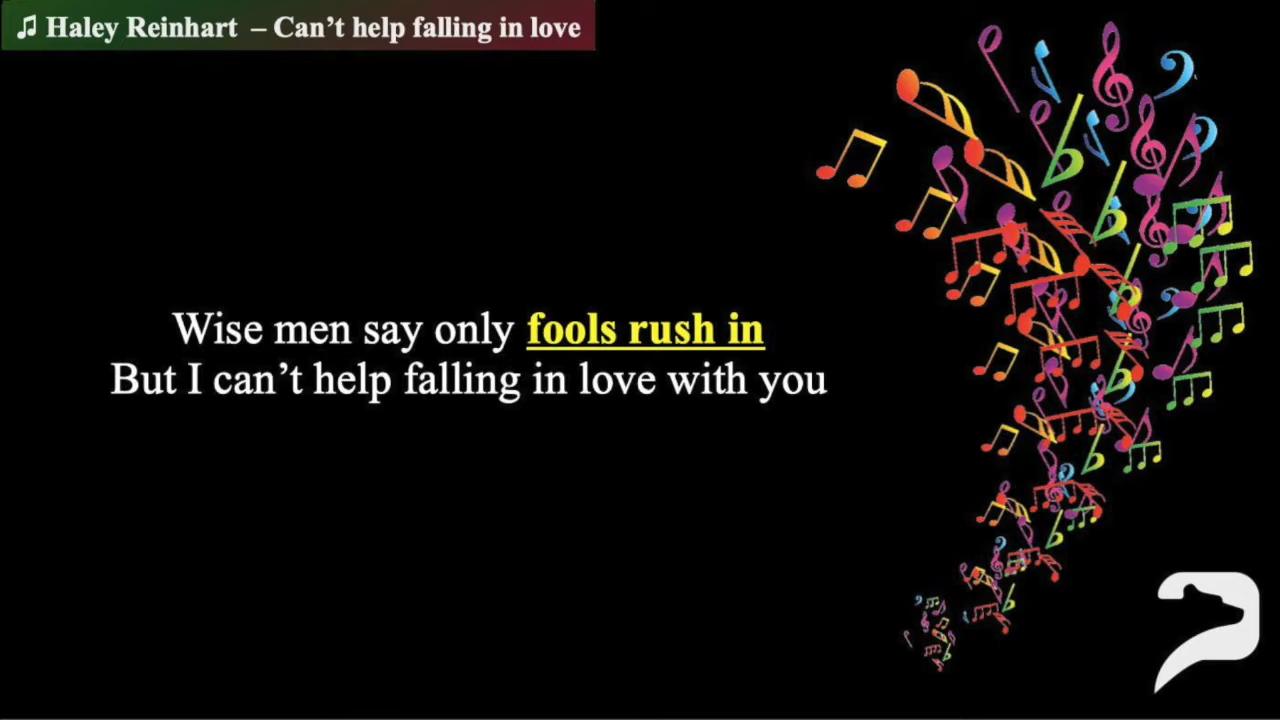 ♫ Haley Reinhart – Can’t help falling in love
Wise men say only fools rush in
But I can’t help falling in love with you